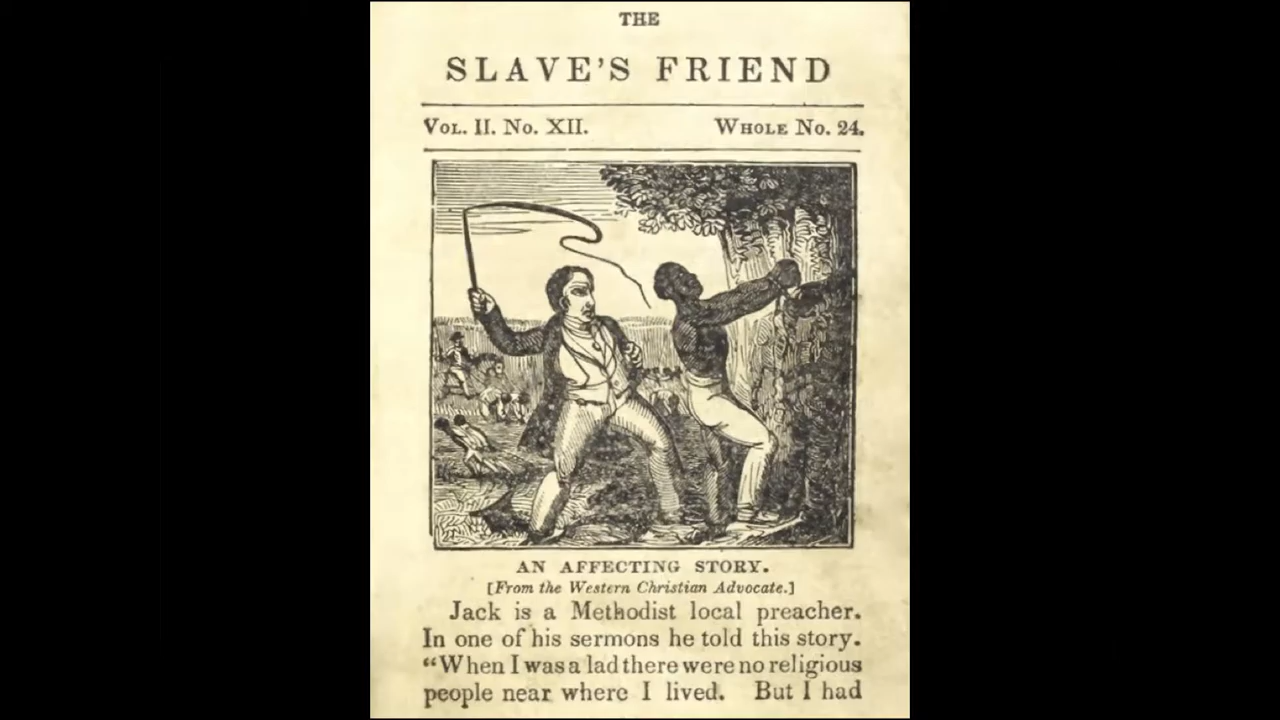 THE
SLAVE'S FRIEND
VOL. II. NO. XII. WHOLE NO. 24.
AN AFFECTING STORY.
[From the Western Christian Advocate.]
Jack is a Methodist local preacher.
In one of his sermons he told this story.
“When I was a lad there were no religious
people near where I lived. But I had